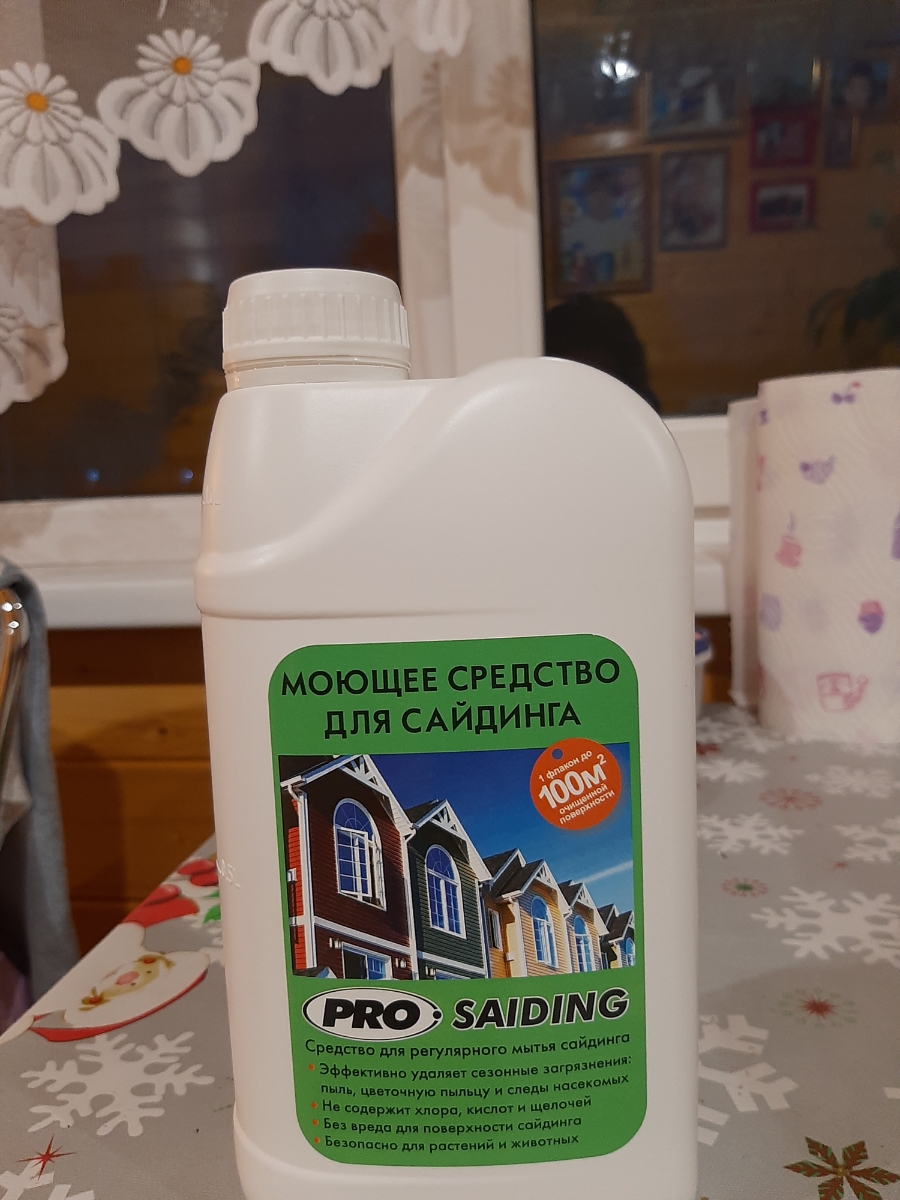 МОЮЩЕЕ СРЕДСТВО
ДЛЯ САЙДИНГА
1 флакон до
100м²
очищенной
поверхности
PRO SAIDING
Средство для регулярного мытья сайдинга
Эффективно удаляет сезонные загрязнения:
пыль, цветочную пыльцу и следы насекомых
Не содержит хлора, кислот и щелочей
Без вреда для поверхности сайдинга
Безопасно для растений и животных